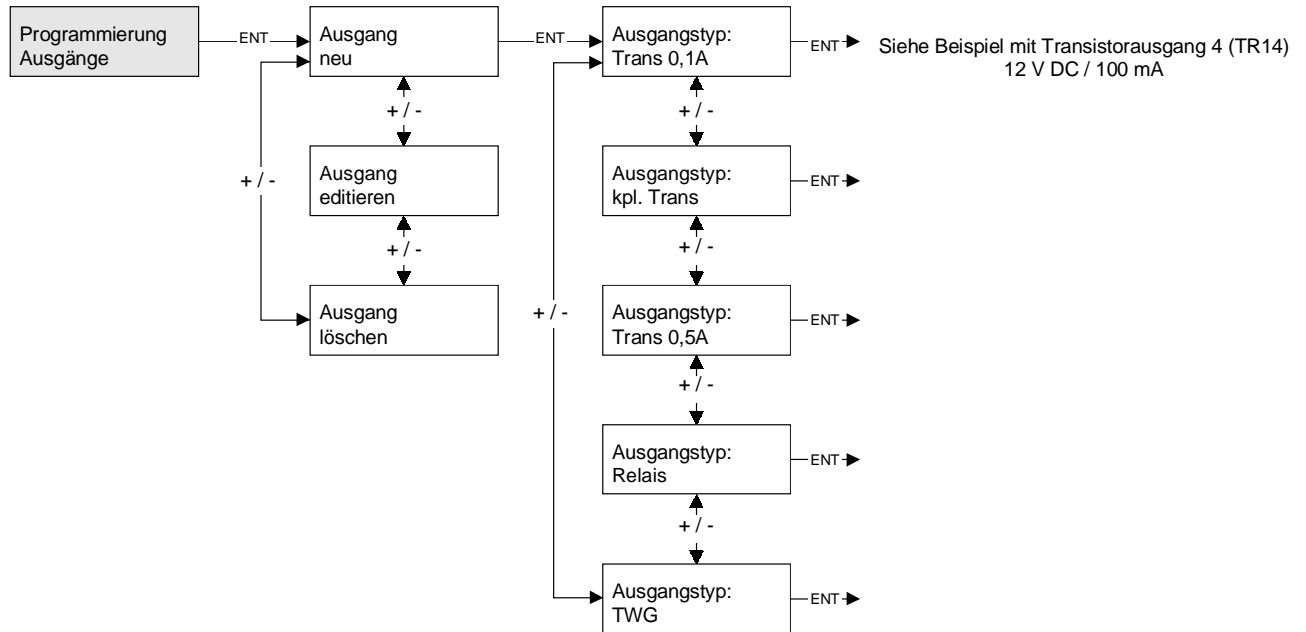 Programmierung
Ausgänge
ENT
Ausgang
neu
ENT
Ausgangstyp:
Trans 0,1A
ENT
Siehe Beispiel mit Transistorausgang 4 (TR14)
12 V DC / 100 mA
+ / -
+ / -
+ / -
Ausgang
editieren
Ausgangstyp:
kpl. Trans
ENT
+ / -
+ / -
Ausgang
löschen
+ / -
Ausgangstyp:
Trans 0,5A
ENT
+ / -
Ausgangstyp:
Relais
ENT
+ / -
Ausgangstyp:
TWG
ENT